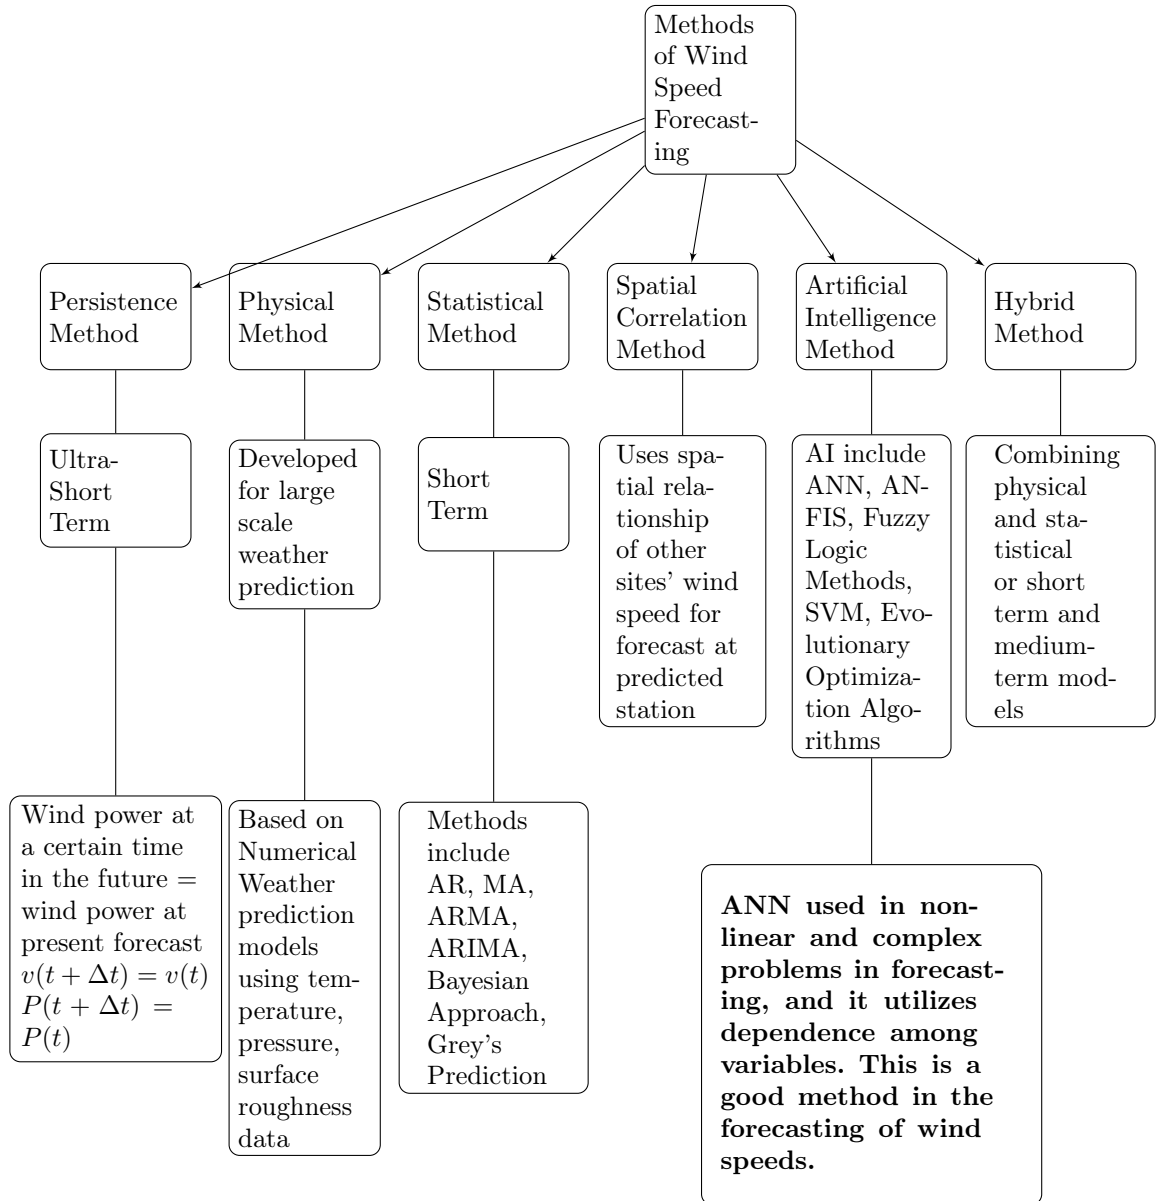 Methods
of Wind
Speed
Forecast-
ing
Persistence
Method
Physical
Method
Statistical
Method
Spatial
Correlation
Method
Artificial
Intelligence
Method
Hybrid
Method
Ultra-
Short
Term
Developed
for large
scale
weather
prediction
Short
Term
Uses spa-
tial rela-
tionship
of other
sites' wind
speed for
forecast at
predicted
station
AI include
ANN, AN-
FIS, Fuzzy
Logic
Methods,
SVM, Evo-
lutionary
Optimiza-
tion Algo-
rithms
Combining
physical
and sta-
tistical
or short
term and
medium-
term mod-
els
Wind power at
a certain time
in the future =
wind power at
present forecast
v(t + Δt) = v(t)
P(t + Δt) =
P(t)
Based on
Numerical
Weather
prediction
models
using tem-
perature,
pressure,
surface
roughness
data
Methods
include
AR, MA,
ARMA,
ARIMA,
Bayesian
Approach,
Grey's
Prediction
ANN used in non-
linear and complex
problems in forecast-
ing, and it utilizes
dependence among
variables. This is a
good method in the
forecasting of wind
speeds.